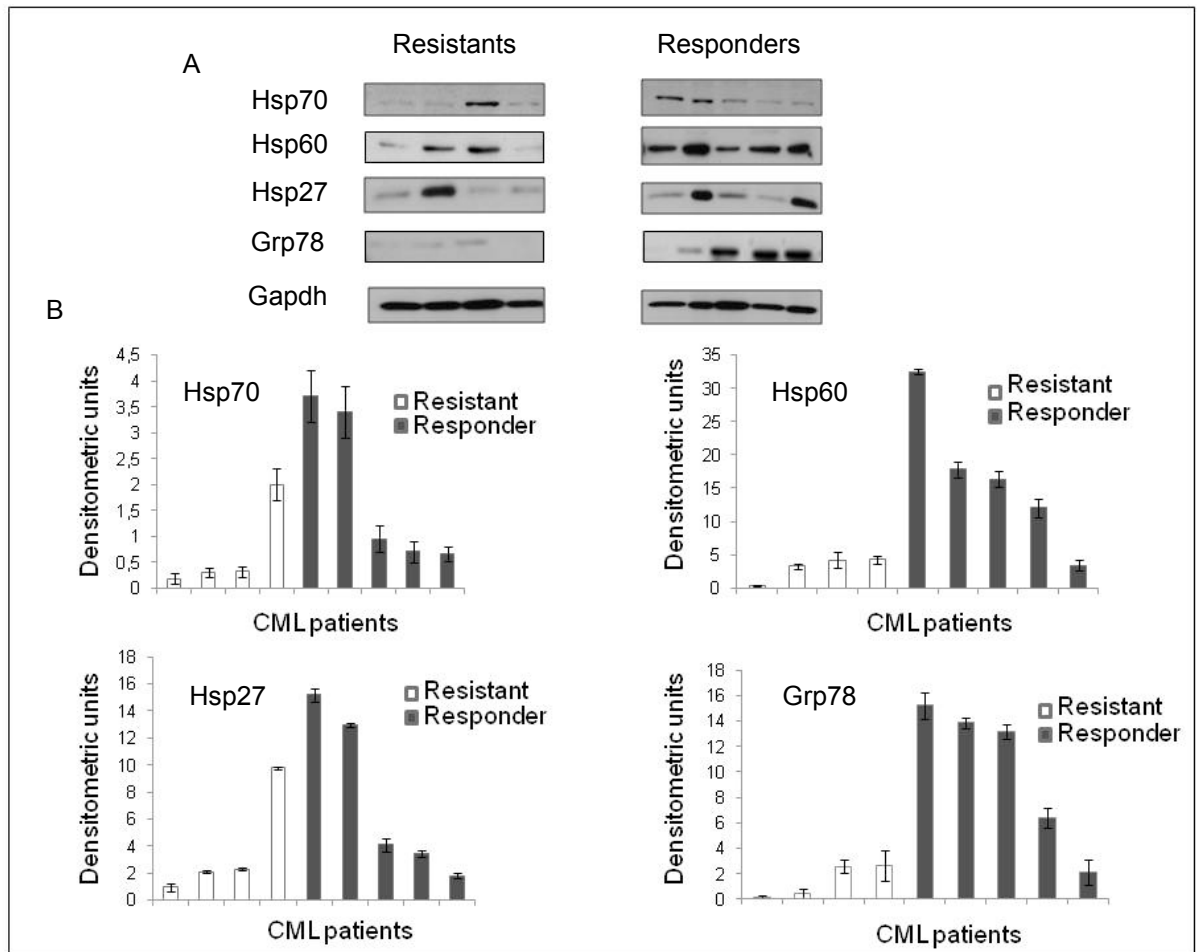 Resistants
Responders
A
Hsp70
Hsp60
Hsp27
Grp78
Gapdh
B
Densitometric units
4,5
4
3,5
3
2,5
2
1,5
1
0,5
0
Hsp70
Resistant
Responder
CML patients
Densitometric units
35
30
25
20
15
10
5
0
Hsp60
Resistant
Responder
CML patients
Densitometric units
18
16
14
12
10
8
6
4
2
0
Hsp27
Resistant
Responder
CML patients
Densitometric units
18
16
14
12
10
8
6
4
2
0
Grp78
Resistant
Responder
CML patients